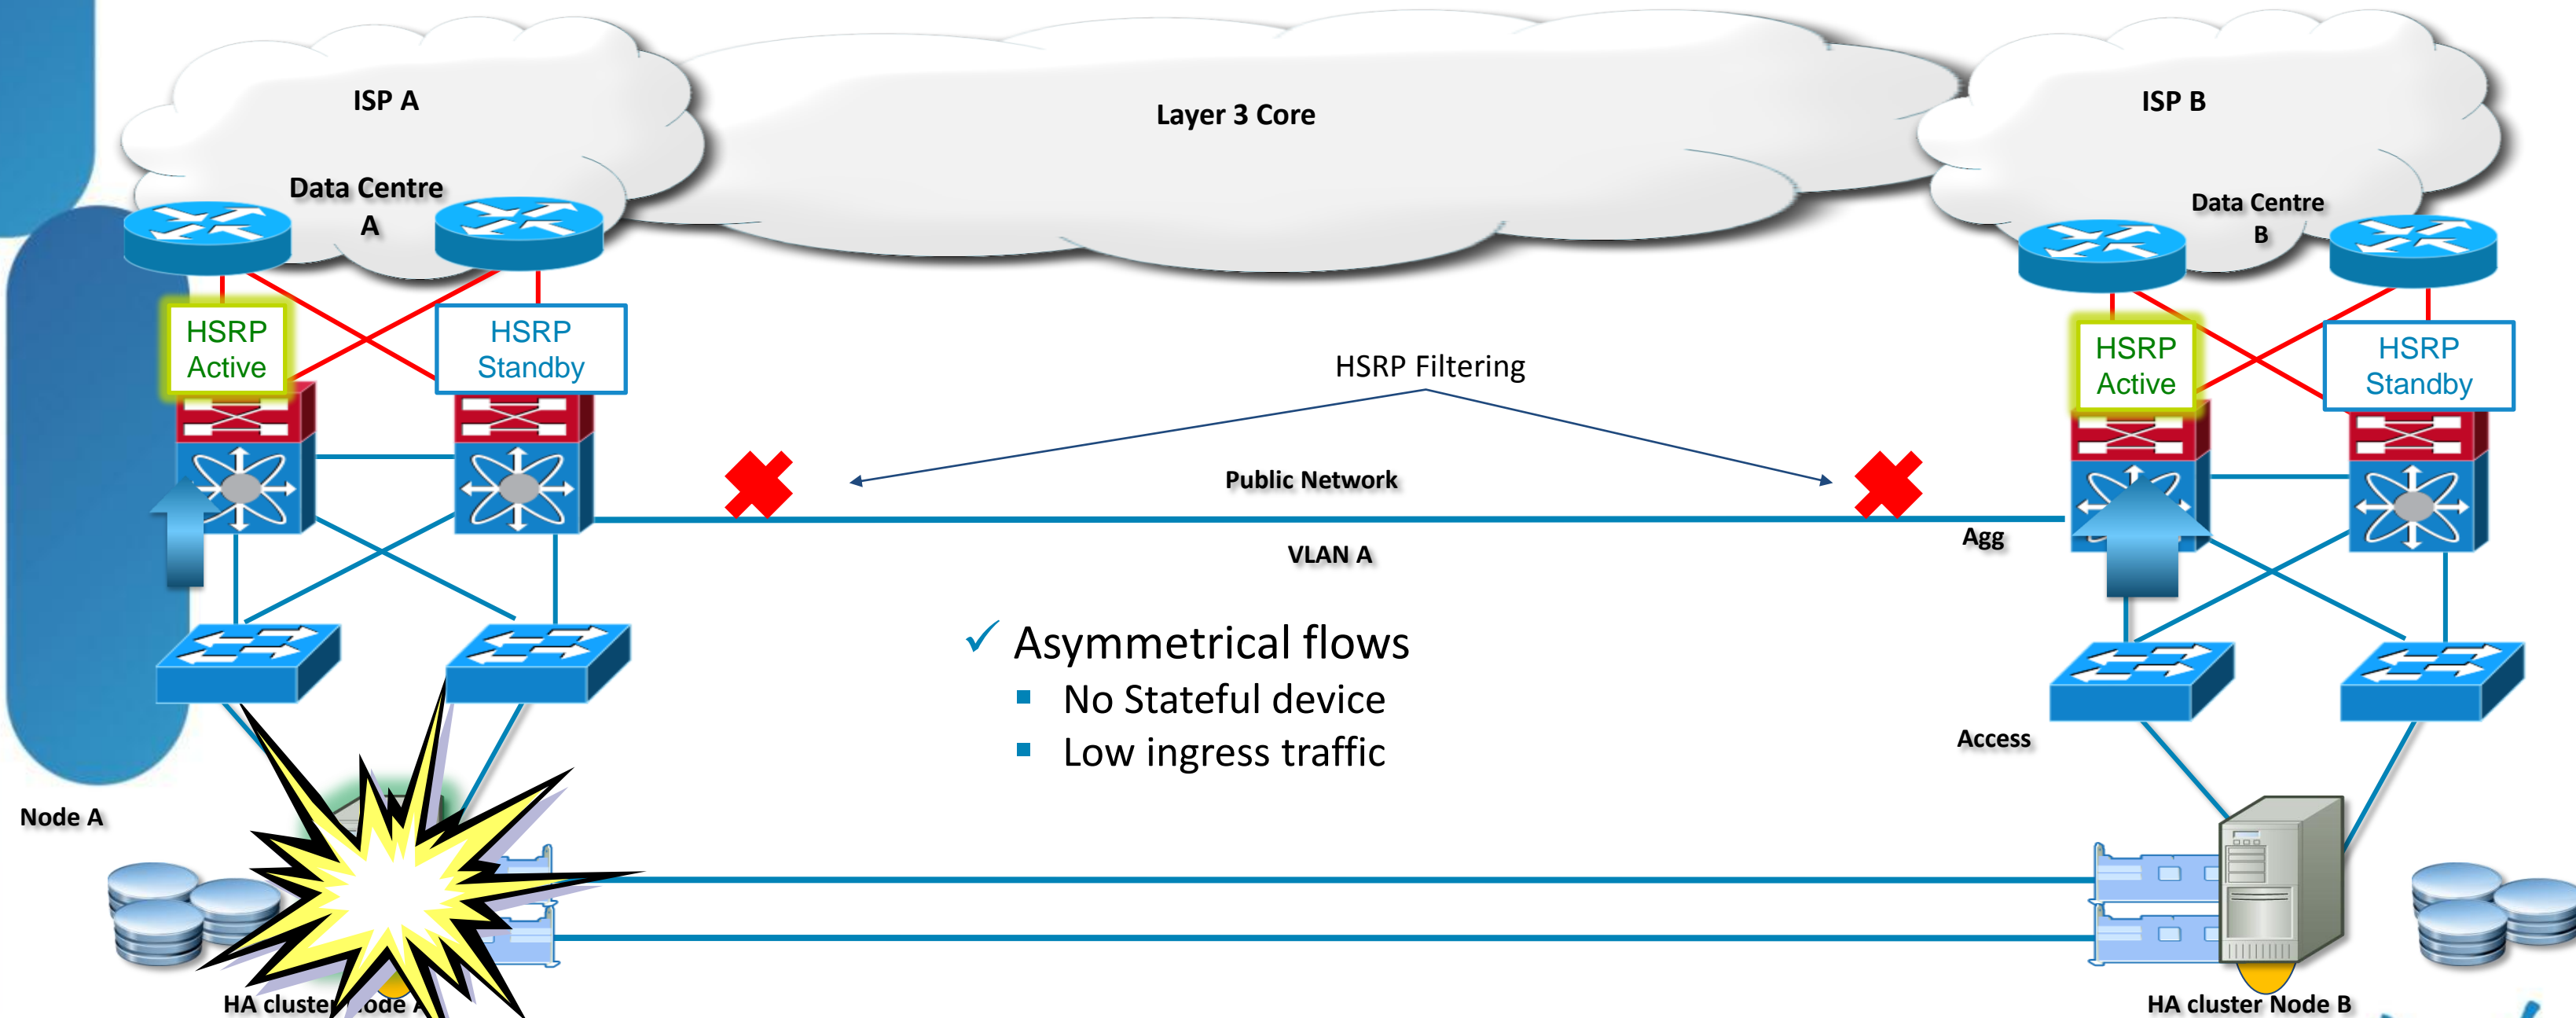 ISP A
Layer 3 Core
ISP B
Data Centre
A
Data Centre
B
HSRP
Active
HSRP
Standby
HSRP Filtering
HSRP
Active
HSRP
Standby
Public Network
Agg
VLAN A
✓ Asymmetrical flows
▪ No Stateful device
▪ Low ingress traffic
Access
Node A
HA cluster Node A
HA cluster Node B